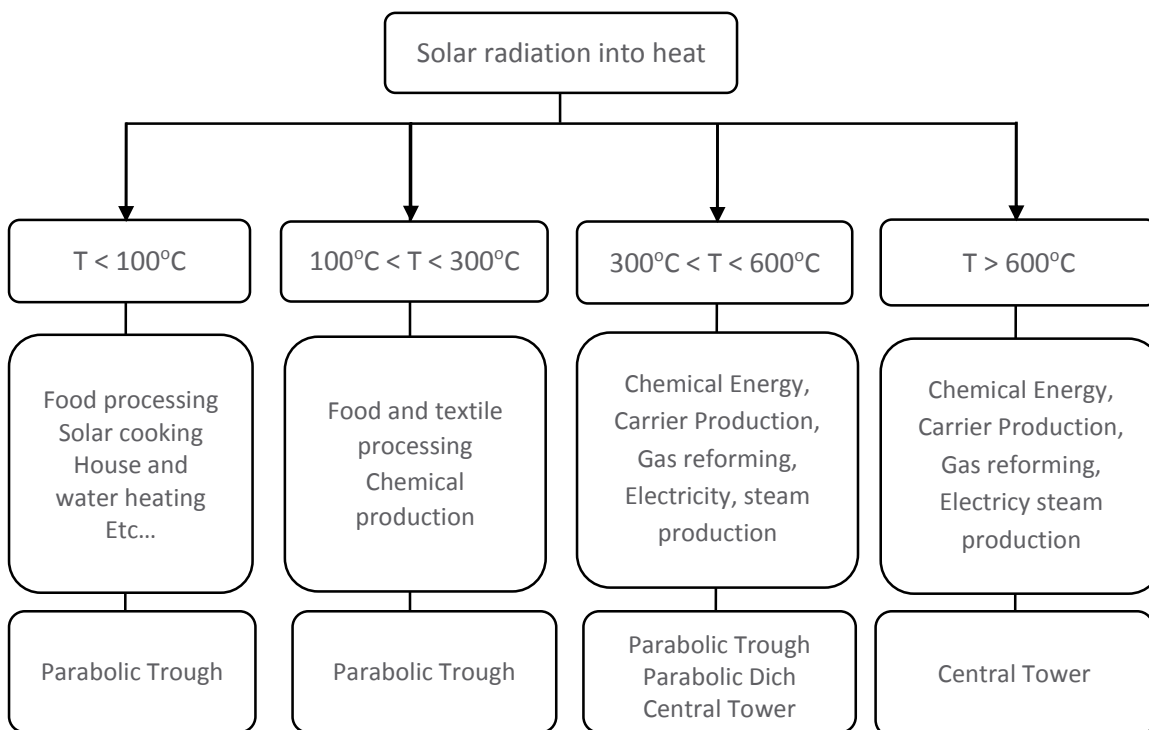 Solar radiation into heat
T < 100°C
100°C < T < 300°C
300°C < T < 600°C
T > 600°C
Food processing
Solar cooking
House and
water heating
Etc...
Food and textile
processing
Chemical
production
Chemical Energy,
Carrier Production,
Gas reforming,
Electricity, steam
production
Chemical Energy,
Carrier Production,
Gas reforming,
Electricy steam
production
Parabolic Trough
Parabolic Trough
Parabolic Trough
Parabolic Dich
Central Tower
Central Tower